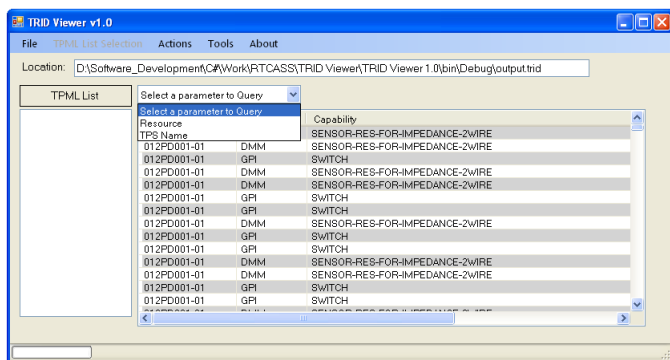 TRID Viewer v1.0
File TPML List Selection Actions Tools About
Location: D:\Software_Development\C#\Work\RTCASS\TRID Viewer\TRID Viewer 1.0\bin\Debug\output.trid
TPML List Select a parameter to Query
Select a parameter to Query
Resource
TPS Name
Capability
SENSOR-RES-FOR-IMPEDANCE-2WIRE
012PD001-01 DMM SENSOR-RES-FOR-IMPEDANCE-2WIRE
012PD001-01 GPI SWITCH
012PD001-01 DMM SENSOR-RES-FOR-IMPEDANCE-2WIRE
012PD001-01 DMM SENSOR-RES-FOR-IMPEDANCE-2WIRE
012PD001-01 GPI SWITCH
012PD001-01 GPI SWITCH
012PD001-01 DMM SENSOR-RES-FOR-IMPEDANCE-2WIRE
012PD001-01 GPI SWITCH
012PD001-01 GPI SWITCH
012PD001-01 DMM SENSOR-RES-FOR-IMPEDANCE-2WIRE
012PD001-01 DMM SENSOR-RES-FOR-IMPEDANCE-2WIRE
012PD001-01 GPI SWITCH
012PD001-01 GPI SWITCH